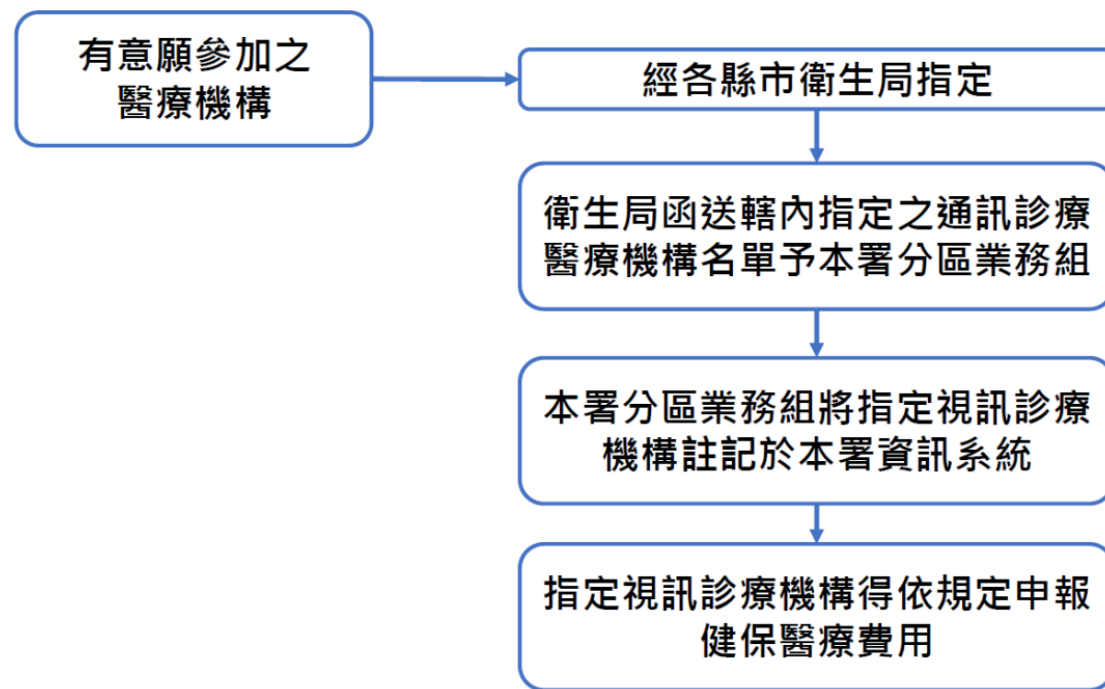 有意願參加之
醫療機構
經各縣市衛生局指定
衛生局函送轄內指定之通訊診療
醫療機構名單予本署分區業務組
本署分區業務組將指定視訊診療
機構註記於本署資訊系統
指定視訊診療機構得依規定申報
健保醫療費用